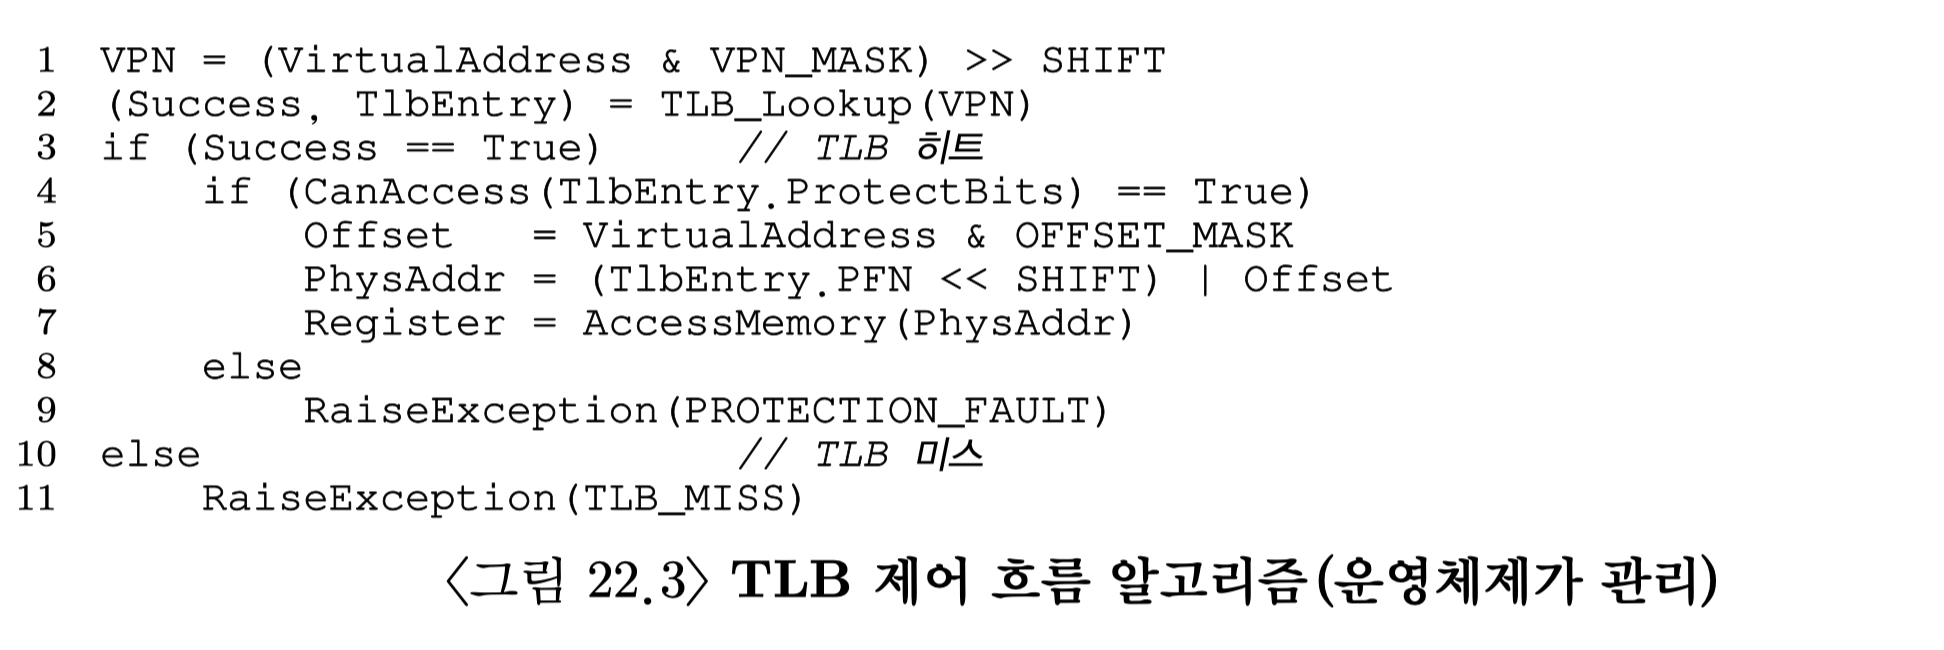 1 VPN = (VirtualAddress & VPN_MASK) >> SHIFT
2 (Success, TlbEntry) = TLB_Lookup(VPN)
3 if (Success == True) // TLB 히트
4 if (CanAccess(TlbEntry.ProtectBits) == True)
5 Offset = VirtualAddress & OFFSET_MASK
6 PhysAddr = (TlbEntry.PFN << SHIFT) | Offset
7 Register = AccessMemory(PhysAddr)
8 else
9 RaiseException(PROTECTION_FAULT)
10 else // TLB 미스
11 RaiseException(TLB_MISS)
〈그림 22.3〉 TLB 제어 흐름 알고리즘(운영체제가 관리)